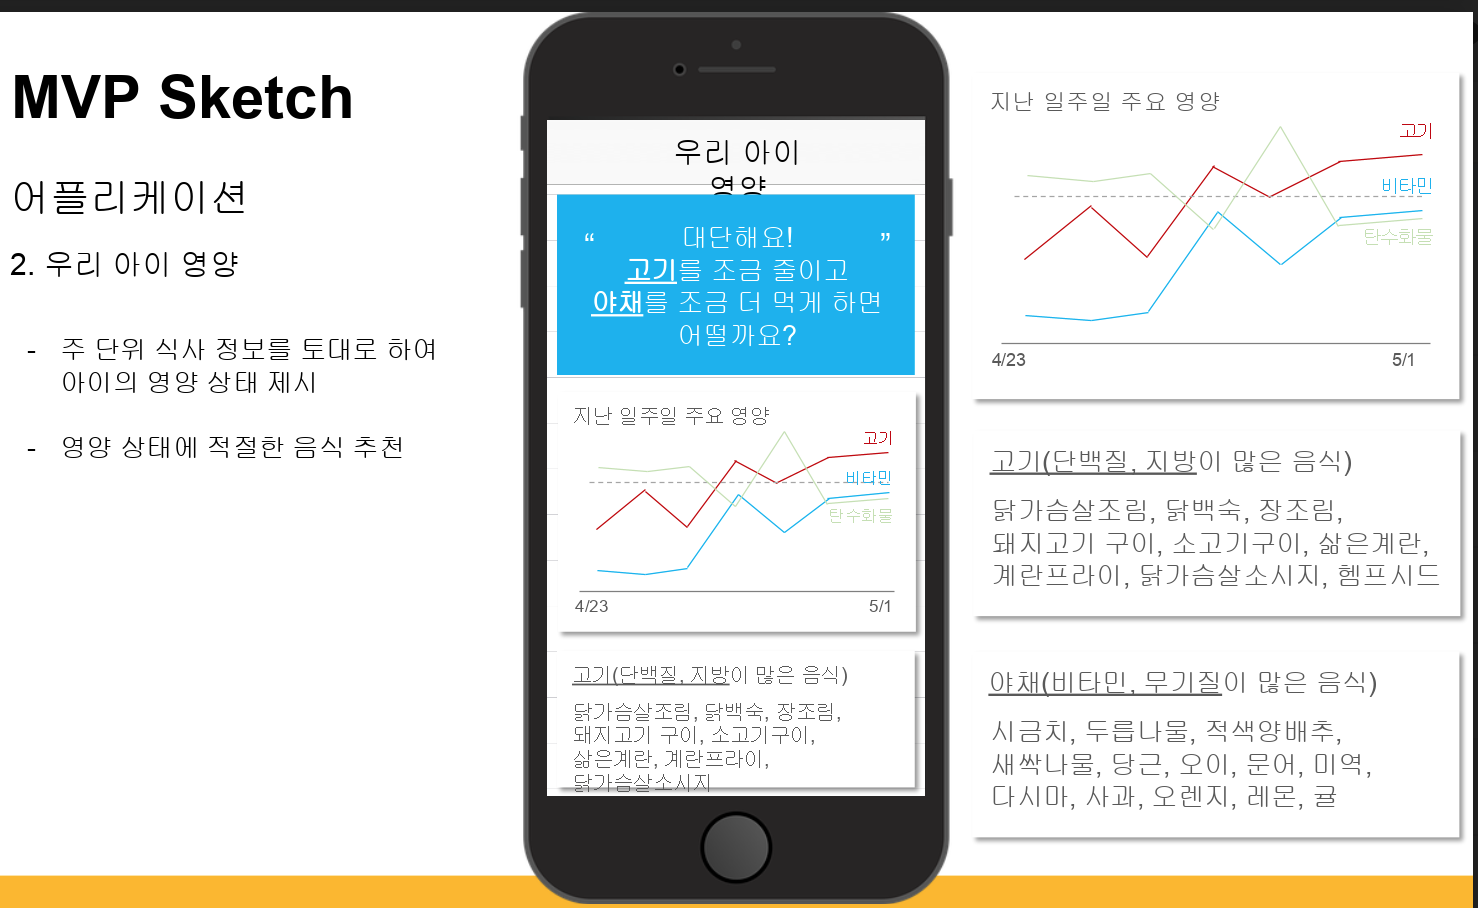 MVP Sketch
어플리케이션
2. 우리 아이 영양
- 주 단위 식사 정보를 토대로 하여
아이의 영양 상태 제시
- 영양 상태에 적절한 음식 추천
우리 아이
영양
“ 대단해요! ”
고기를 조금 줄이고
야채를 조금 더 먹게 하면
어떨까요?
지난 일주일 주요 영양
고기
비타민
탄수화물
4/23 5/1
고기(단백질, 지방이 많은 음식)
닭가슴살조림, 닭백숙, 장조림,
돼지고기 구이, 소고기구이,
삶은계란, 계란프라이,
닭가슴살소시지
지난 일주일 주요 영양
고기
비타민
탄수화물
4/23 5/1
고기(단백질, 지방이 많은 음식)
닭가슴살조림, 닭백숙, 장조림,
돼지고기 구이, 소고기구이, 삶은계란,
계란프라이, 닭가슴살소시지, 헴프시드
야채(비타민, 무기질이 많은 음식)
시금치, 두릅나물, 적색양배추,
새싹나물, 당근, 오이, 문어, 미역,
다시마, 사과, 오렌지, 레몬, 귤